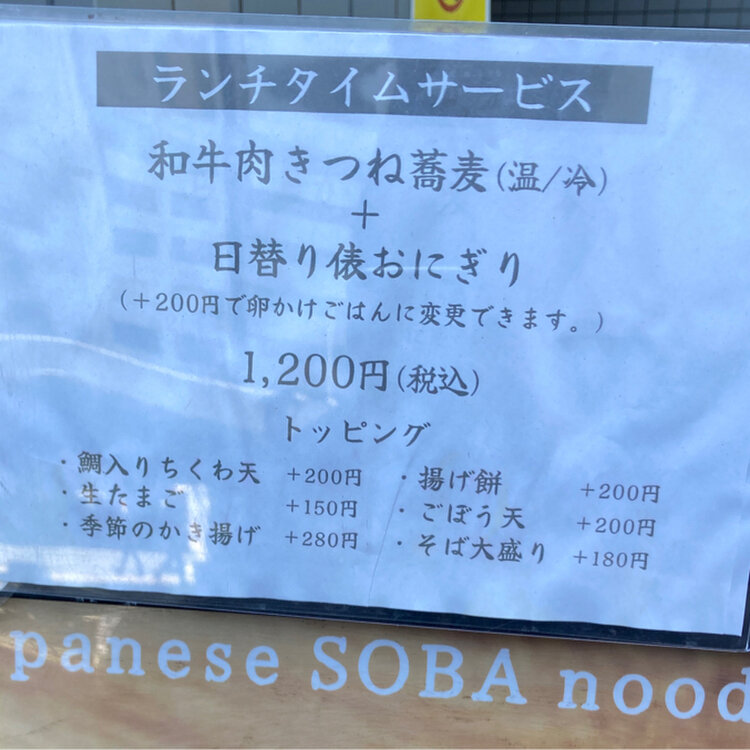 ランチタイムサービス
和牛肉きつね蕎麦(温/冷)
+
日替り俵おにぎり
(+200円で卵かけごはんに変更できます。)
1,200円(税込)
トッピング
・鯛入りちくわ天 +200円
・生たまご +150円
・季節のかき揚げ +280円
・揚げ餅 +200円
・ごぼう天 +200円
・そば大盛り +180円
panese SOBA nood